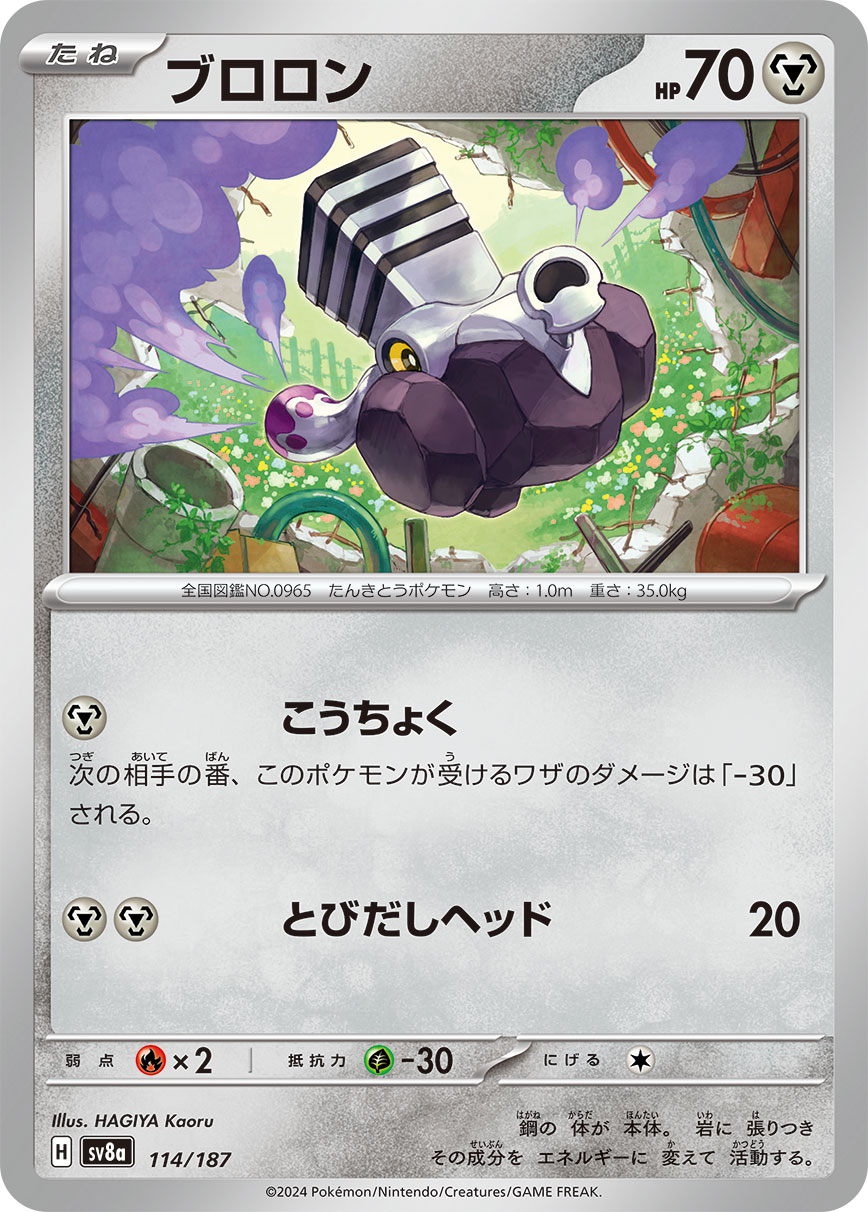 たね
ブロロン
HP70
全国図鑑NO.0965 たんきとうポケモン 高さ：1.0m 重さ：35.0kg
こうちょく
次の相手の番、このポケモンが受けるワザのダメージは「-30」
される。
とびだしヘッド 20
弱点 ×2 抵抗力 -30 にげる
Illus. HAGIYA Kaoru
鋼の 体が 本体。 岩に 張りつき
その成分を エネルギーに 変えて 活動する。
H sv8a 114/187
©2024 Pokémon/Nintendo/Creatures/GAME FREAK.